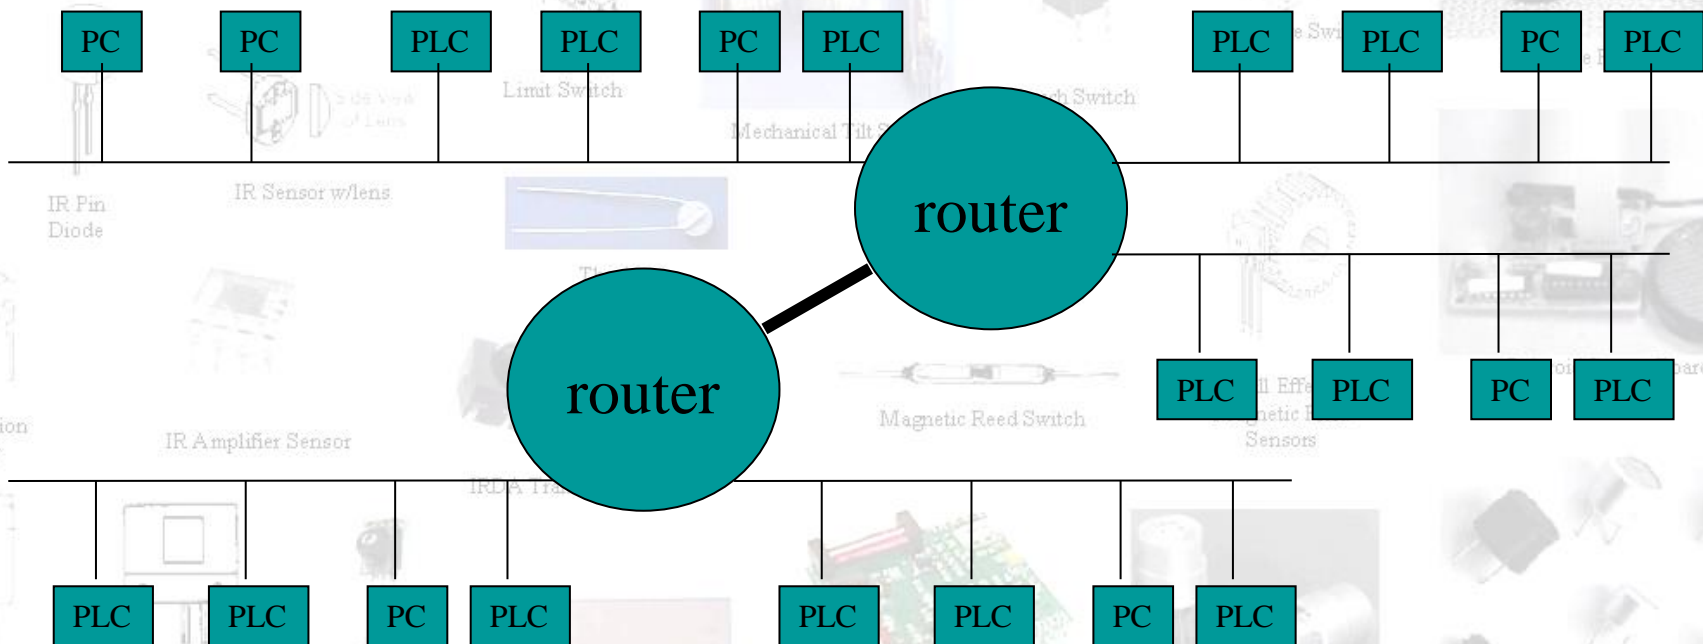 PC PC PLC PLC PC PLC PLC PLC PC PLC
Limit Switch
Mechanical Tilt
Switch
IR Sensor w/lens
IR Pin
Diode
router
router
PLC PLC PC PLC
Magnetic Reed Switch
Sensors
IR Amplifier Sensor
IRDA
PLC PLC PC PLC PLC PLC PC PLC